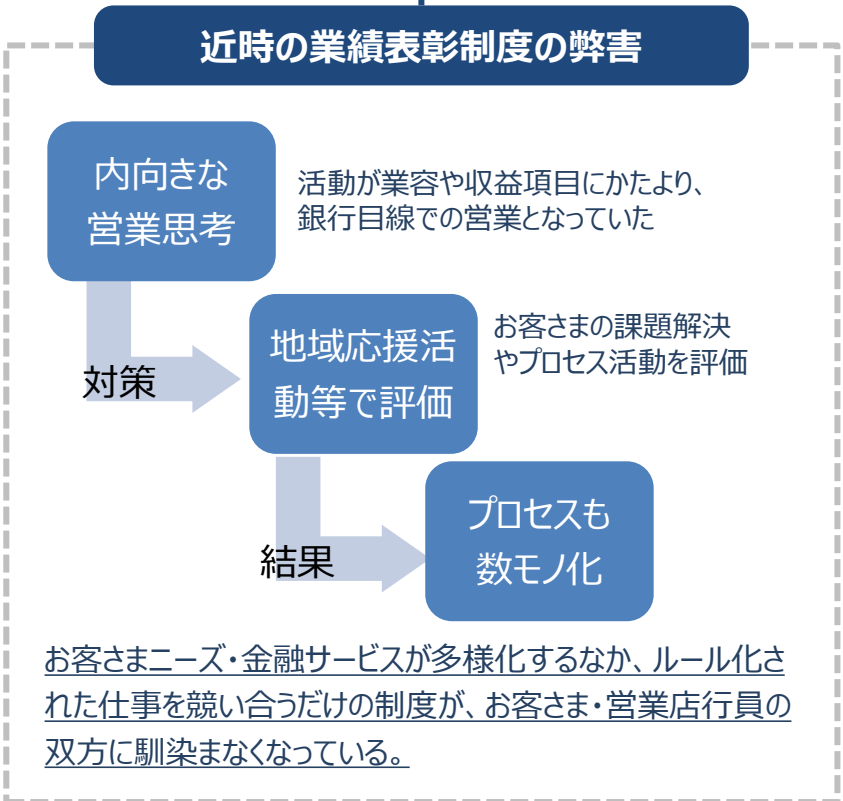 近時の業績表彰制度の弊害
内向きな
営業思考
活動が業容や収益項目にかたより、
銀行目線での営業となっていた
対策
地域応援活
動等で評価
お客さまの課題解決
やプロセス活動を評価
結果
プロセスも
数モノ化
お客さまニーズ・金融サービスが多様化するなか、ルール化さ
れた仕事を競い合うだけの制度が、お客さま・営業店行員の
双方に馴染まなくなっている。